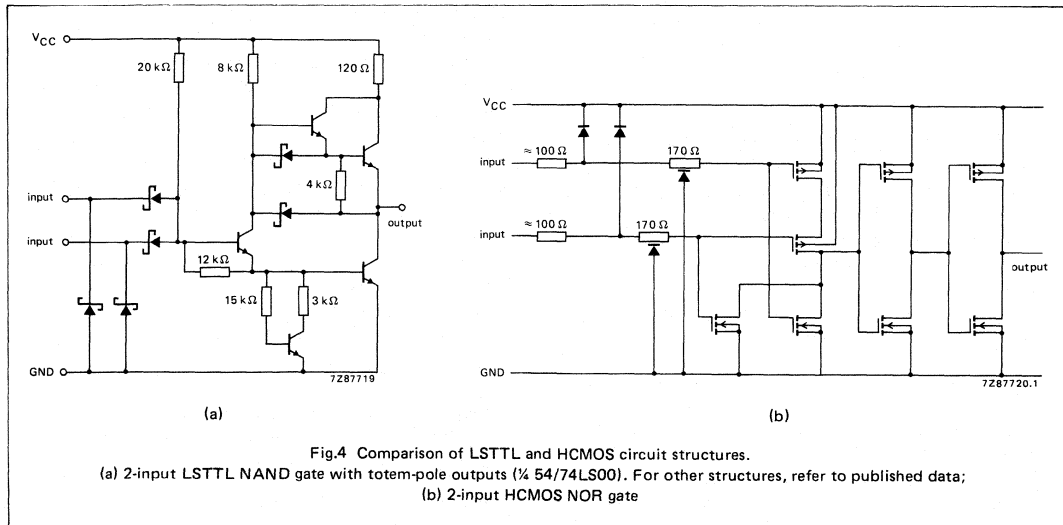 VCC
20 kΩ
8 kΩ
120 Ω
4 kΩ
input
output
input
12 kΩ
15 kΩ
3 kΩ
GND
7Z87719
(a)
VCC
≈ 100 Ω
170 Ω
input
≈ 100 Ω
170 Ω
input
output
GND
7Z87720.1
(b)
Fig.4 Comparison of LSTTL and HCMOS circuit structures.
(a) 2-input LSTTL NAND gate with totem-pole outputs (¼ 54/74LS00). For other structures, refer to published data;
(b) 2-input HCMOS NOR gate